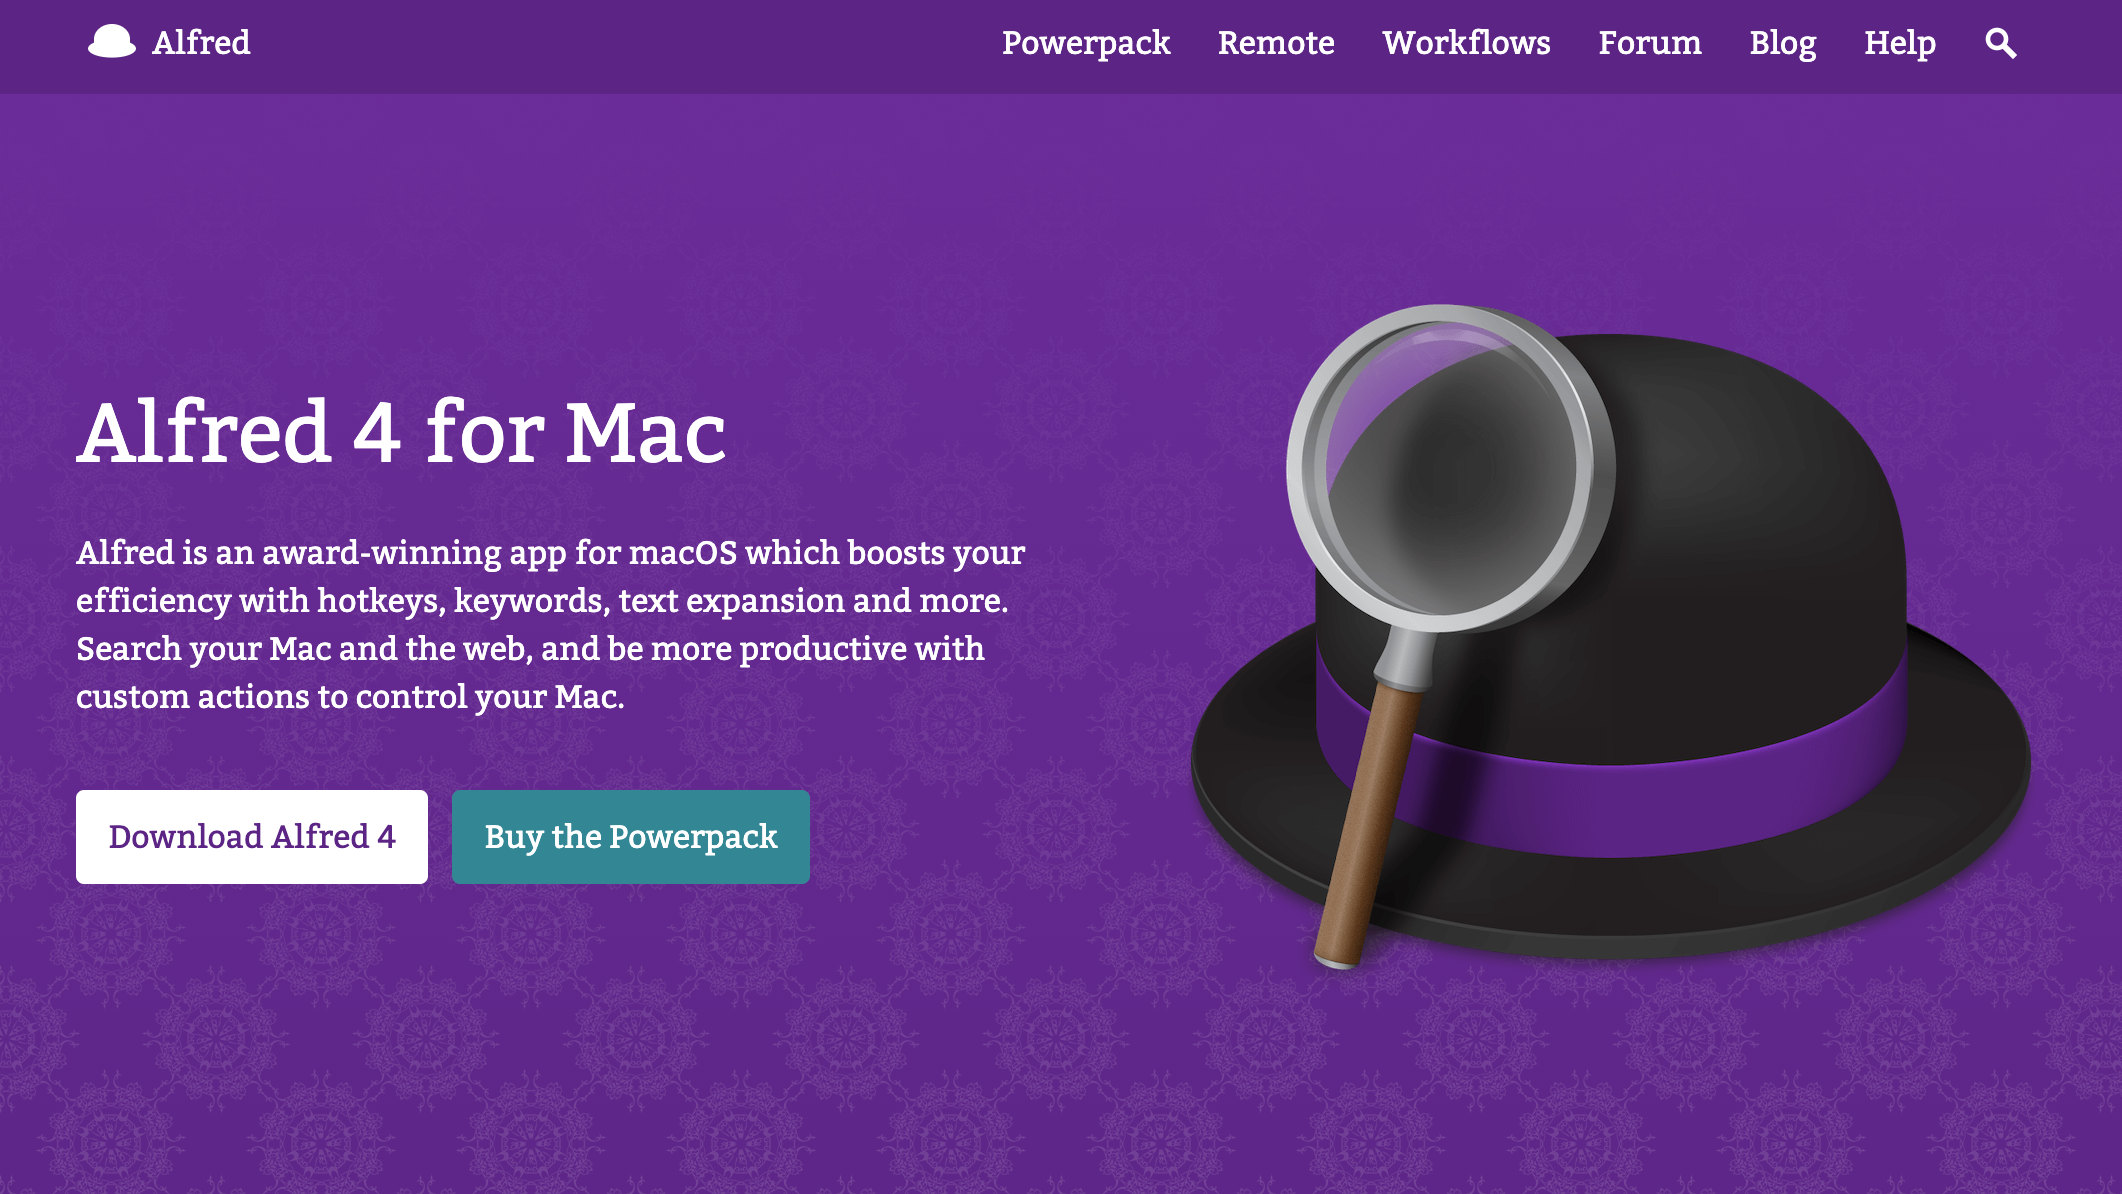 Alfred
Powerpack Remote Workflows Forum Blog Help
Alfred 4 for Mac
Alfred is an award-winning app for macOS which boosts your
efficiency with hotkeys, keywords, text expansion and more.
Search your Mac and the web, and be more productive with
custom actions to control your Mac.
Download Alfred 4
Buy the Powerpack